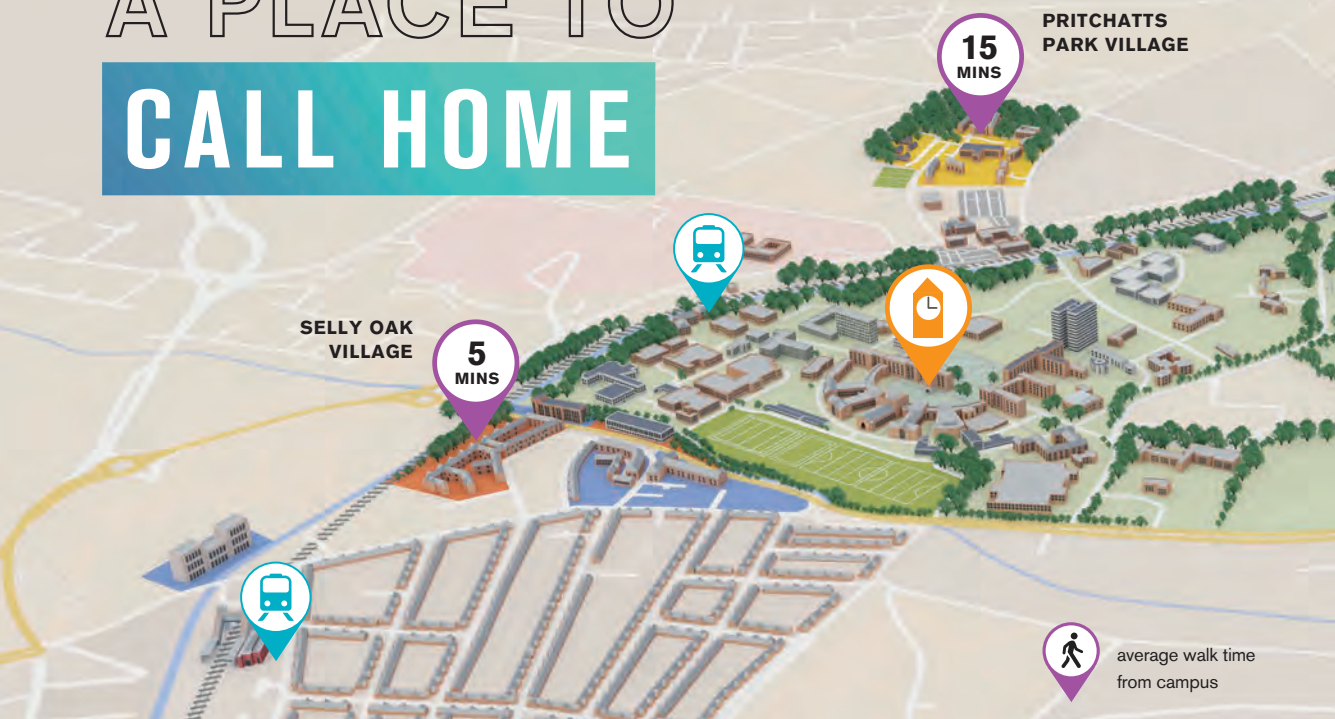 A PLACE TO
CALL HOME
15
MINS
PRITCHATTS
PARK VILLAGE
SELLY OAK
VILLAGE
5
MINS
average walk time
from campus